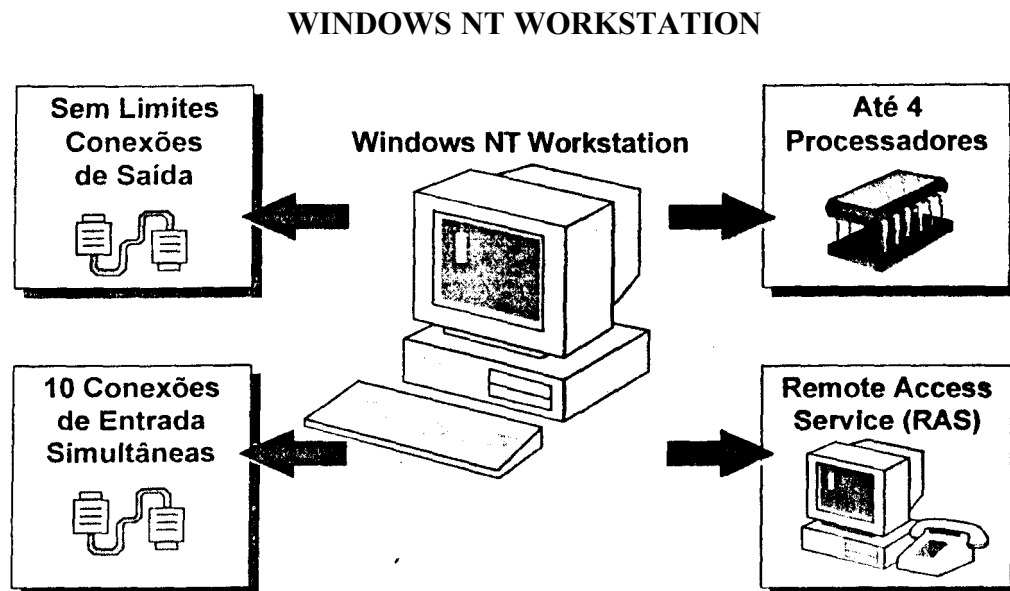 WINDOWS NT WORKSTATION
Sem Limites
Conexões
de Saída
Windows NT Workstation
Até 4
Processadores
10 Conexões
de Entrada
Simultâneas
Remote Access
Service (RAS)